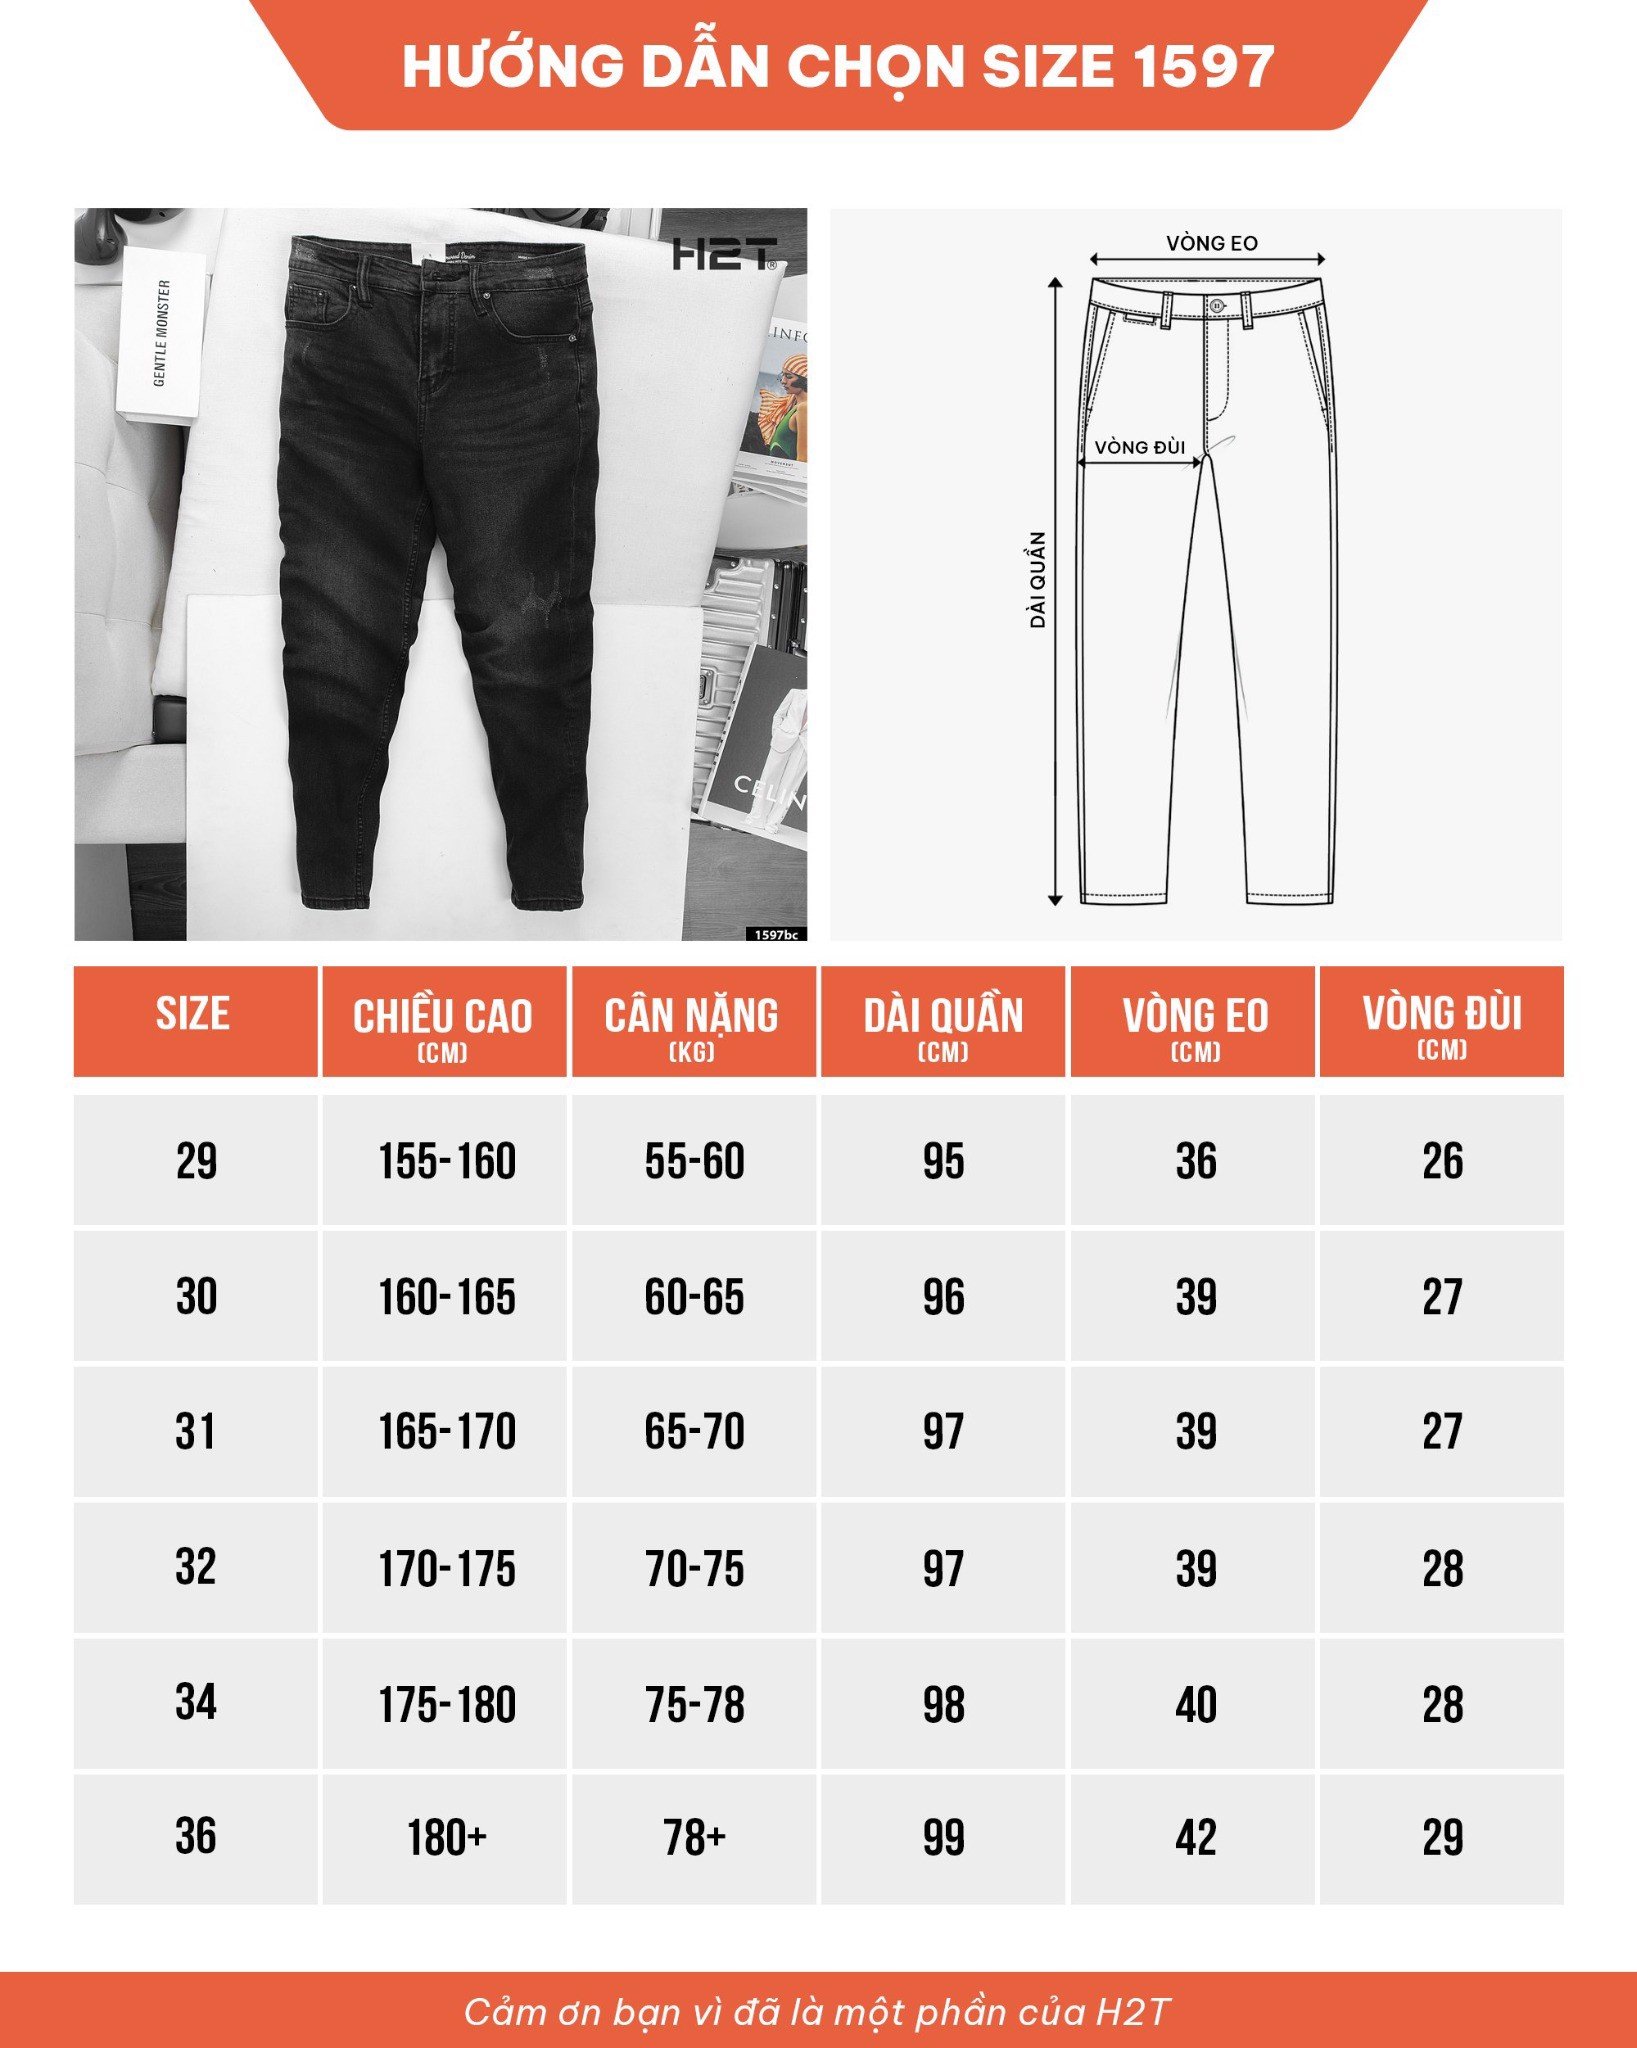 HƯỚNG DẪN CHỌN SIZE 1597
GENTLE MONSTER
H2T®
INFO
CELIN
1597bc
VÒNG EO
VÒNG ĐÙI
DÀI QUẦN
SIZE CHIỀU CAO CÂN NẶNG DÀI QUẦN VÒNG EO VÒNG ĐÙI
(CM) (KG) (CM) (CM) (CM)
29 155-160 55-60 95 36 26
30 160-165 60-65 96 39 27
31 165-170 65-70 97 39 27
32 170-175 70-75 97 39 28
34 175-180 75-78 98 40 28
36 180+ 78+ 99 42 29
Cảm ơn bạn vì đã là một phần của H2T